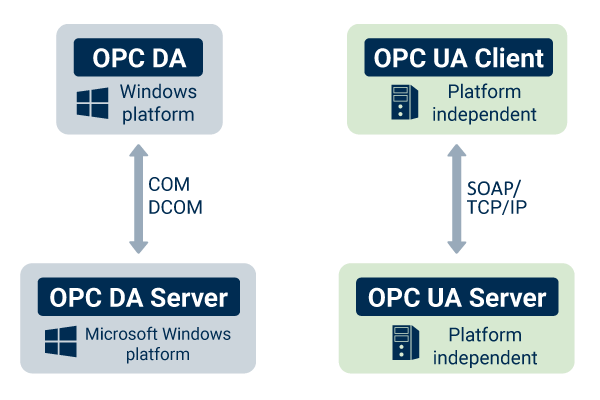 OPC DA
Windows
platform
COM
DCOM
OPC DA Server
Microsoft Windows
platform
OPC UA Client
Platform
independent
SOAP/
TCP/IP
OPC UA Server
Platform
independent